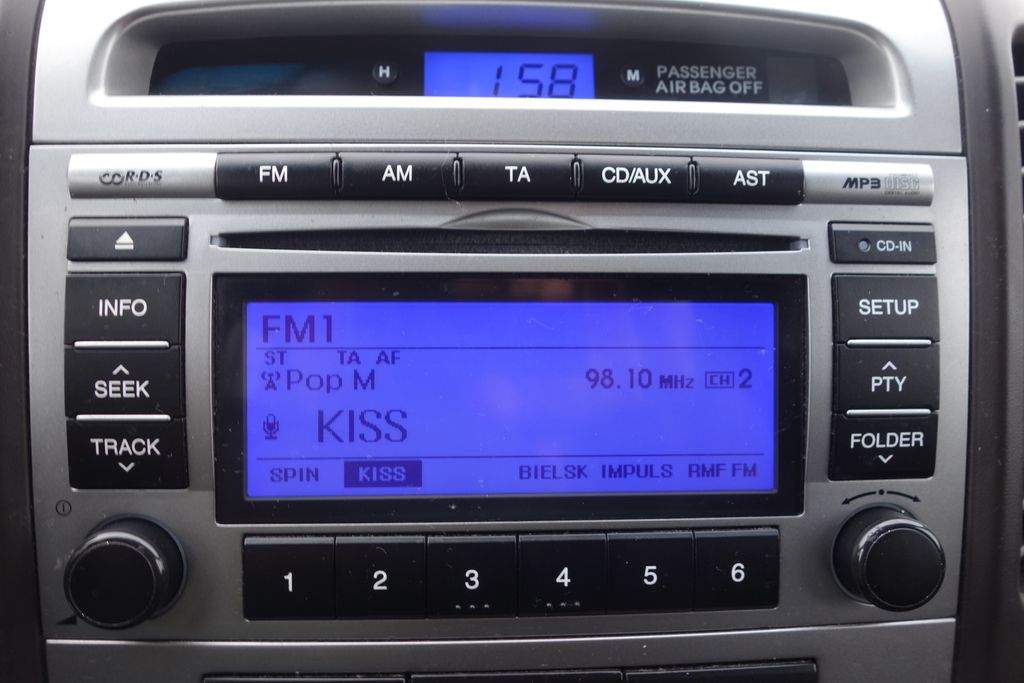 H 1:58 M PASSENGER
AIR BAG OFF
R·D·S FM AM TA CD/AUX AST MP3 disc
CD-IN
INFO SETUP
FM1
ST TA AF
Pop M 98.10 MHz CH 2
SEEK PTY
KISS
TRACK FOLDER
SPIN KISS BIELSK IMPULS RMF FM
1 2 3 4 5 6